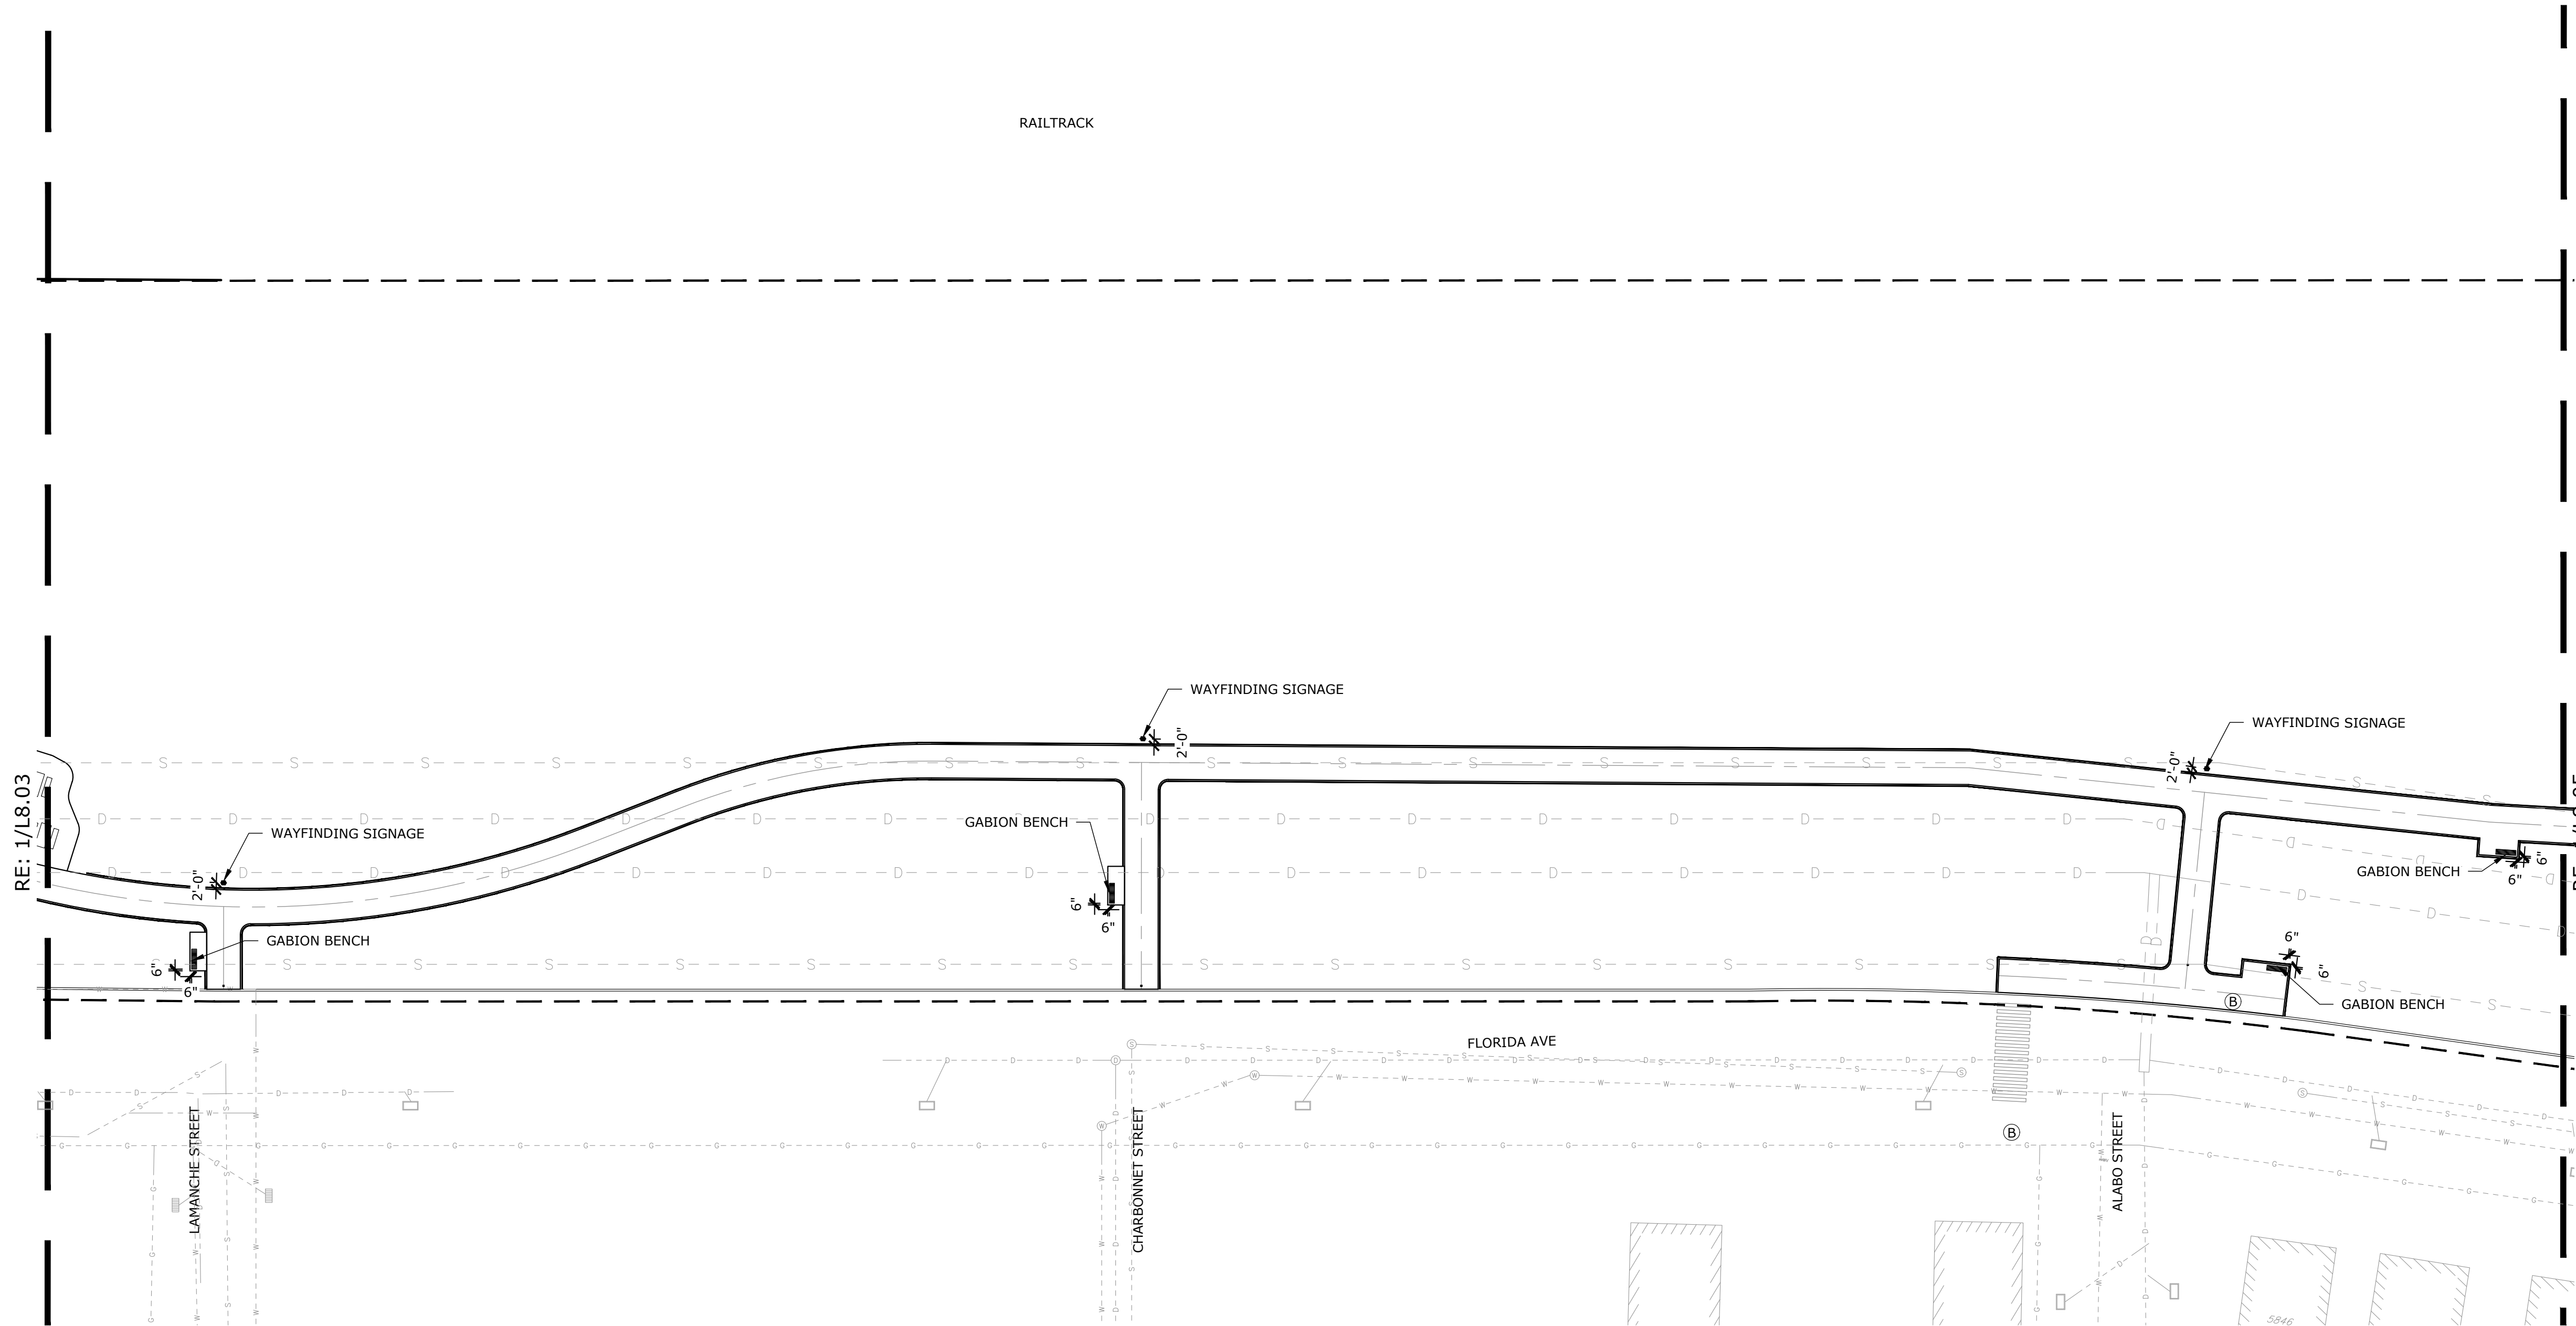 RAILTRACK
WAYFINDING SIGNAGE
2'-0"
WAYFINDING SIGNAGE
2'-0"
RE: 1/L8.03
WAYFINDING SIGNAGE
2'-0"
GABION BENCH
6"
6"
GABION BENCH
6"
6"
GABION BENCH
6"
6"
GABION BENCH
6"
6"
B
FLORIDA AVE
B
LAMANCHE STREET
CHARBONNET STREET
ALABO STREET
5846